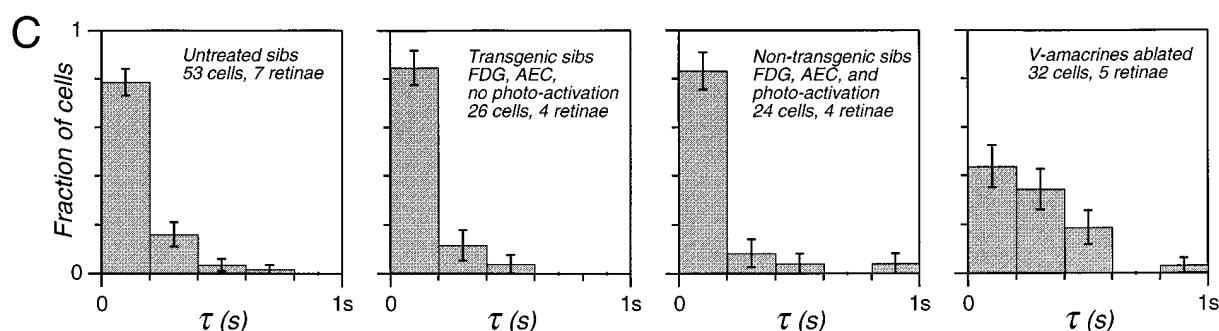 C
Fraction of cells
1
0
Untreated sibs
53 cells, 7 retinae
0
1s
τ (s)
Transgenic sibs
FDG, AEC,
no photo-activation
26 cells, 4 retinae
0
1s
τ (s)
Non-transgenic sibs
FDG, AEC, and
photo-activation
24 cells, 4 retinae
0
1s
τ (s)
V-amacrines ablated
32 cells, 5 retinae
0
1s
τ (s)